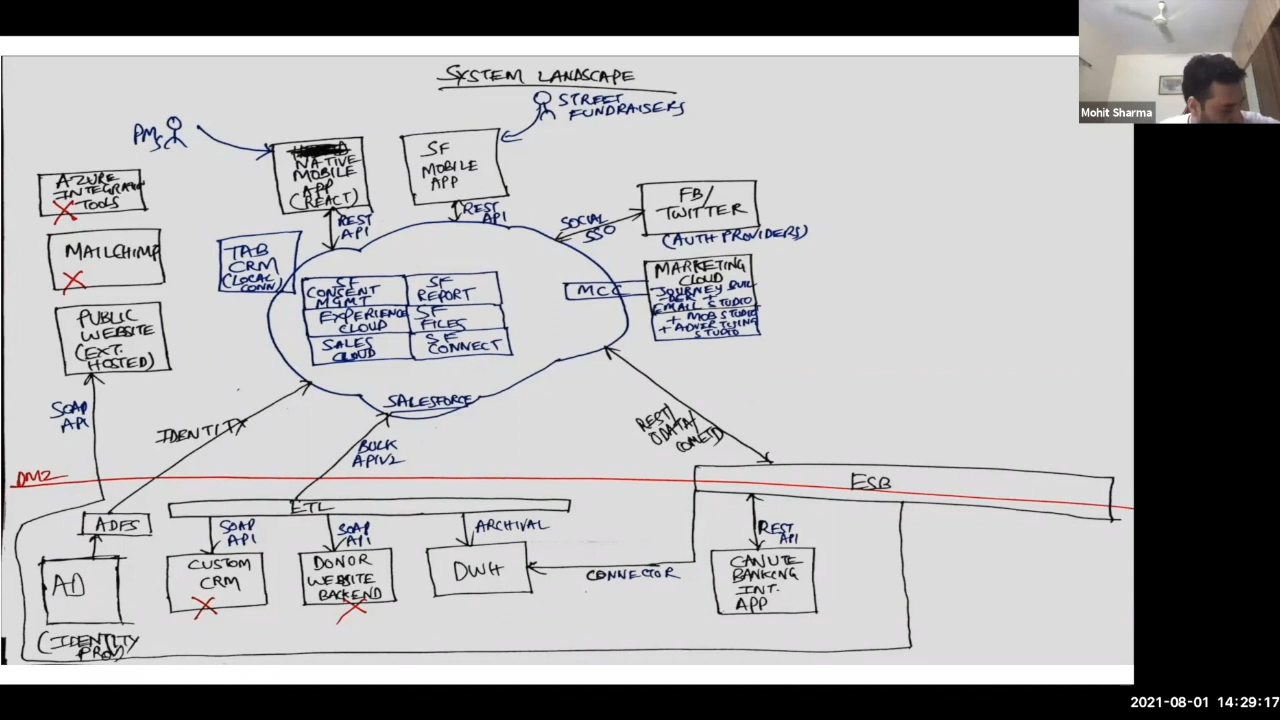 SYSTEM LANDSCAPE
STREET
FUNDRAISERS
Mohit Sharma
PMs
NATIVE
MOBILE
APP
(REACT)
SF
MOBILE
APP
AZURE
INTEGRATION
TOOLS
MAILCHIMP
PUBLIC
WEBSITE
(EXT.
HOSTED)
REST
API
REST
API
SOCIAL
SSO
FB/
TWITTER
(AUTH PROVIDERS)
TAB
CRM
(LOCAL
CONN)
SF
CONSENT
MGMT
SF
REPORT
EXPERIENCE
CLOUD
SF
FILES
SALES
CLOUD
SF
CONNECT
MCC
MARKETING
CLOUD
JOURNEY BUIL
-DER +
EMAIL STUDIO
+ MOB STUDIO
+ ADVERTISING
STUDIO
SALESFORCE
SOAP
API
IDENTITY
BULK
API V2
REST/
ODATA/
COMETD
DMZ
ESB
ADFS
ETL
SOAP
API
SOAP
API
ARCHIVAL
REST
API
AD
(IDENTITY
PROV)
CUSTOM
CRM
DONOR
WEBSITE
BACKEND
DWH
CONNECTOR
CANUTE
BANKING
INT.
APP
2021-08-01 14:29:17